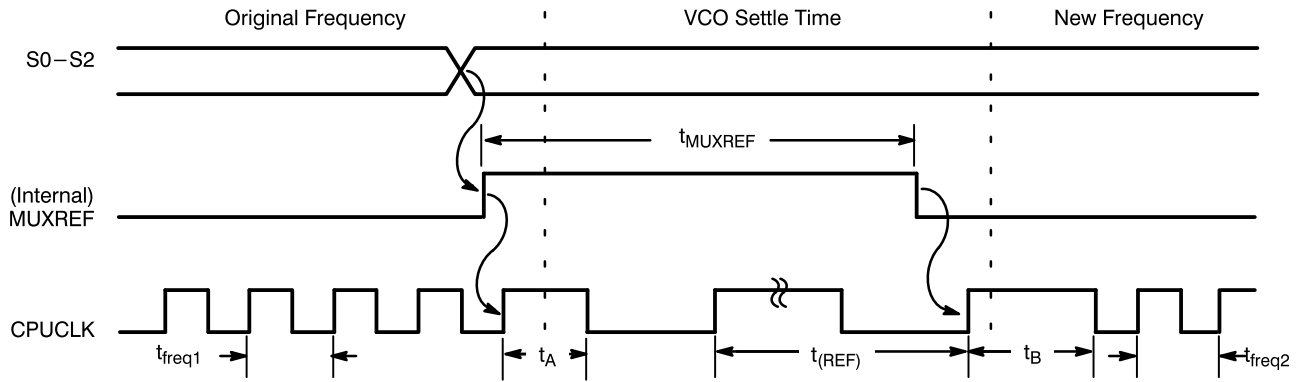 Original Frequency
VCO Settle Time
New Frequency
S0–S2
tMUXREF
(Internal)
MUXREF
CPUCLK
tfreq1
tA
t(REF)
tB
tfreq2